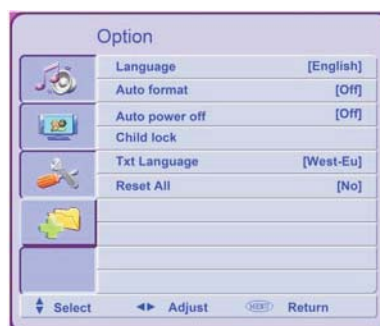 Option
Language [English]
Auto format [Off]
Auto power off [Off]
Child lock
Txt Language [West-Eu]
Reset All [No]
Select Adjust MENU Return